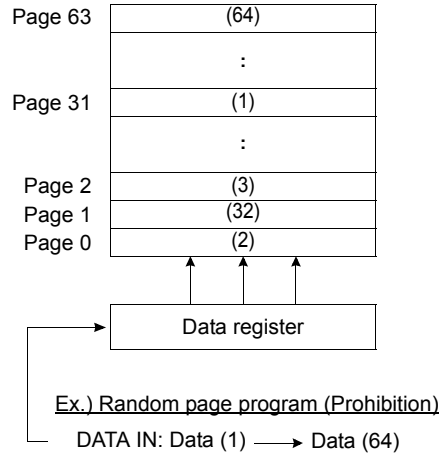 Page 63 (64)
:
Page 31 (1)
:
Page 2 (3)
Page 1 (32)
Page 0 (2)
Data register
Ex.) Random page program (Prohibition)
DATA IN: Data (1) Data (64)